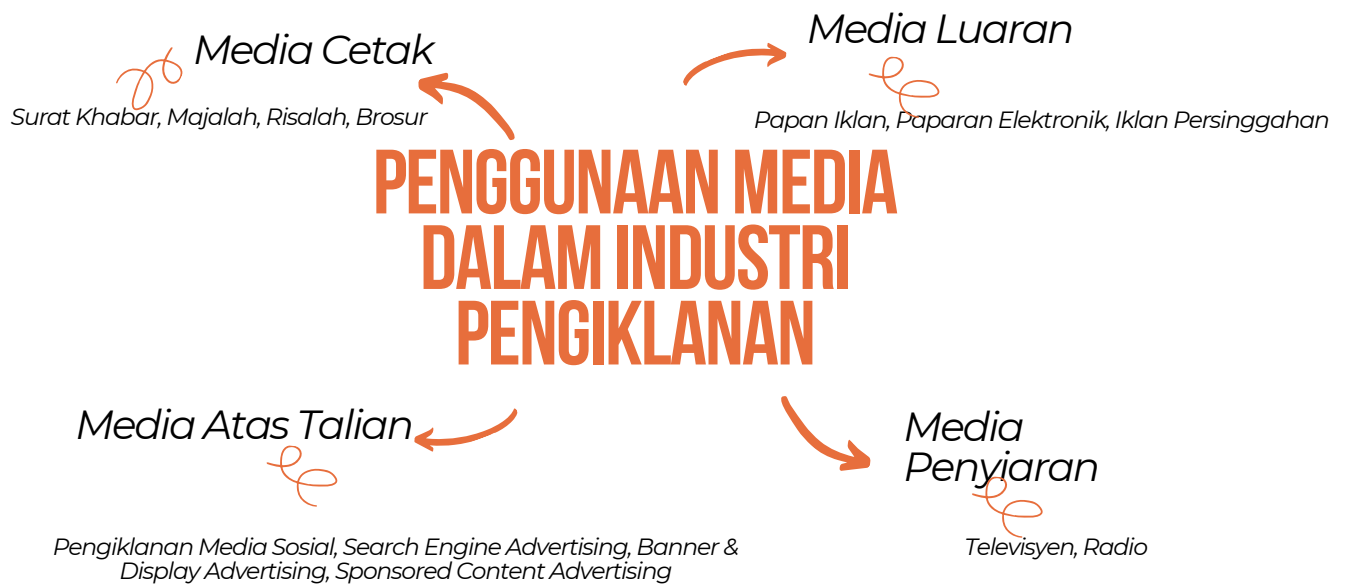 Media Cetak
Surat Khabar, Majalah, Risalah, Brosur
Media Luaran
Papan Iklan, Paparan Elektronik, Iklan Persinggahan
PENGGUNAAN MEDIA
DALAM INDUSTRI
PENGIKLANAN
Media Atas Talian
Pengiklanan Media Sosial, Search Engine Advertising, Banner &
Display Advertising, Sponsored Content Advertising
Media
Penyiaran
Televisyen, Radio